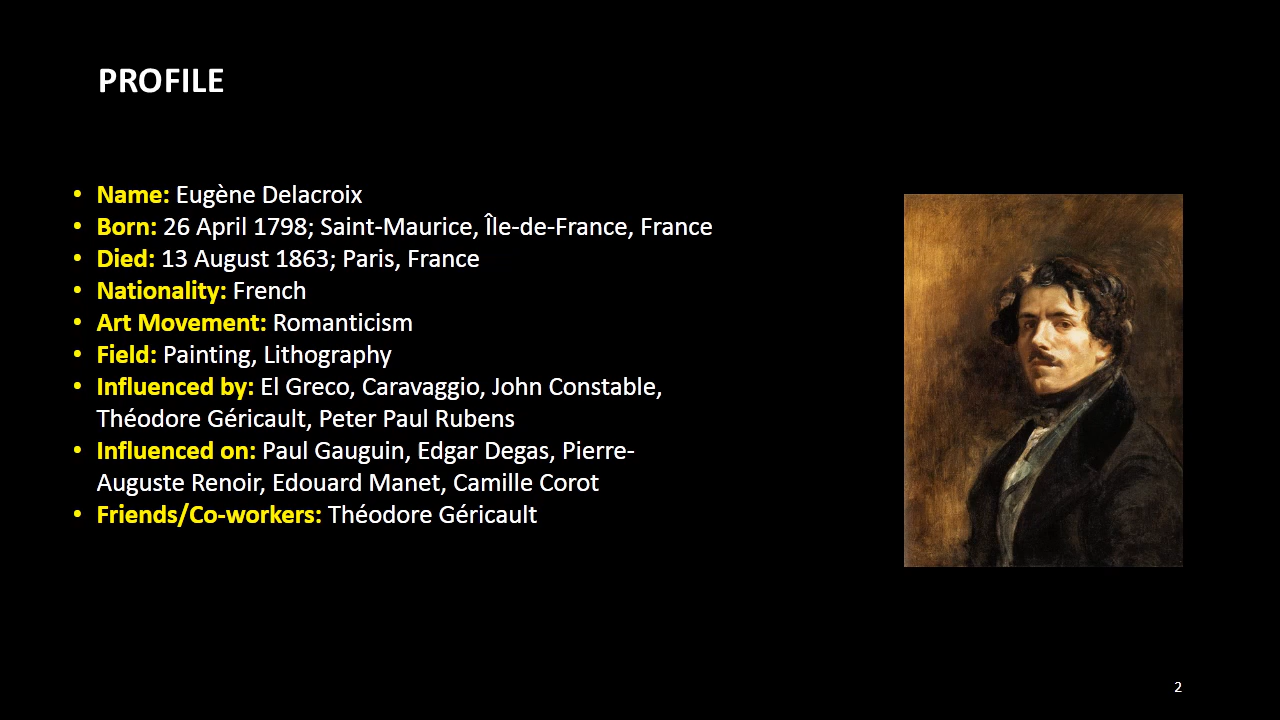 PROFILE
• Name: Eugène Delacroix
• Born: 26 April 1798; Saint-Maurice, Île-de-France, France
• Died: 13 August 1863; Paris, France
• Nationality: French
• Art Movement: Romanticism
• Field: Painting, Lithography
• Influenced by: El Greco, Caravaggio, John Constable,
Théodore Géricault, Peter Paul Rubens
• Influenced on: Paul Gauguin, Edgar Degas, Pierre-
Auguste Renoir, Edouard Manet, Camille Corot
• Friends/Co-workers: Théodore Géricault
2